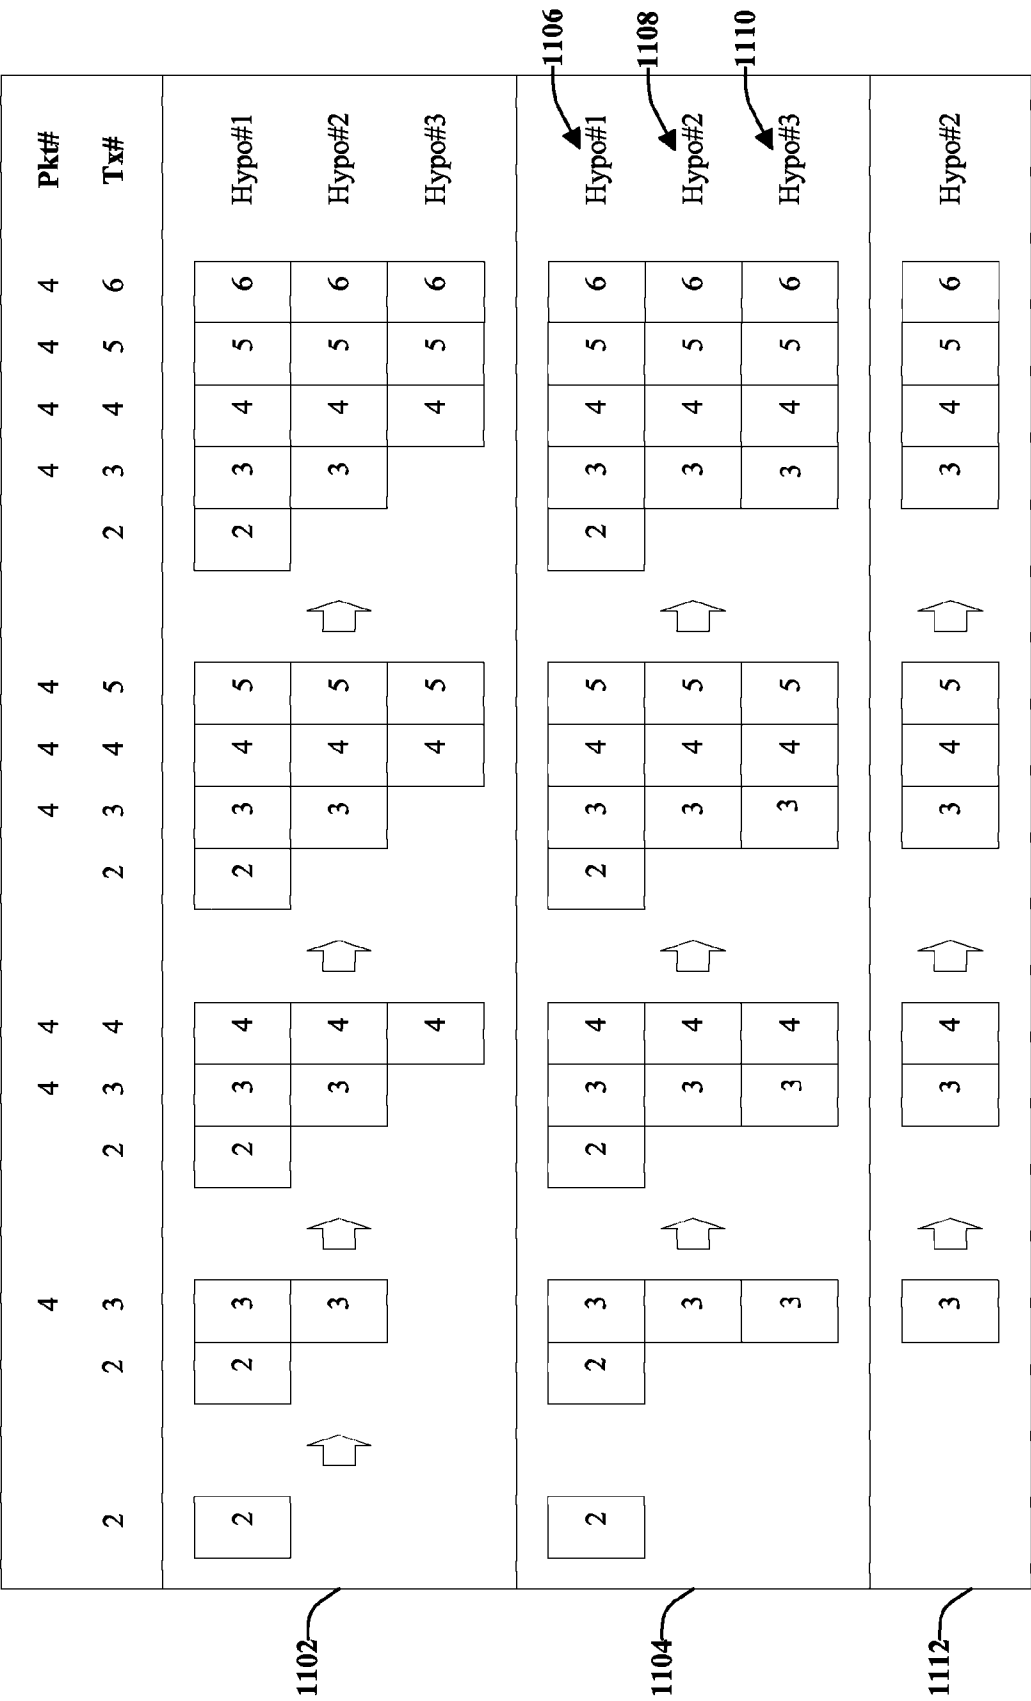 4 4 4 4 4 4 4 4 4 4 Pkt#
2 2 3 2 3 4 2 3 4 5 2 3 4 5 6 Tx#
2 2 3 2 3 4 2 3 4 5 2 3 4 5 6 Hypo#1
1102
3 3 4 3 4 5 3 4 5 6 Hypo#2
4 4 5 4 5 6 Hypo#3
1106
2 2 3 2 3 4 2 3 4 5 2 3 4 5 6 Hypo#1
1104
1108
3 3 4 3 4 5 3 4 5 6 Hypo#2
1110
3 3 4 3 4 5 3 4 5 6 Hypo#3
1112
3 3 4 3 4 5 3 4 5 6 Hypo#2